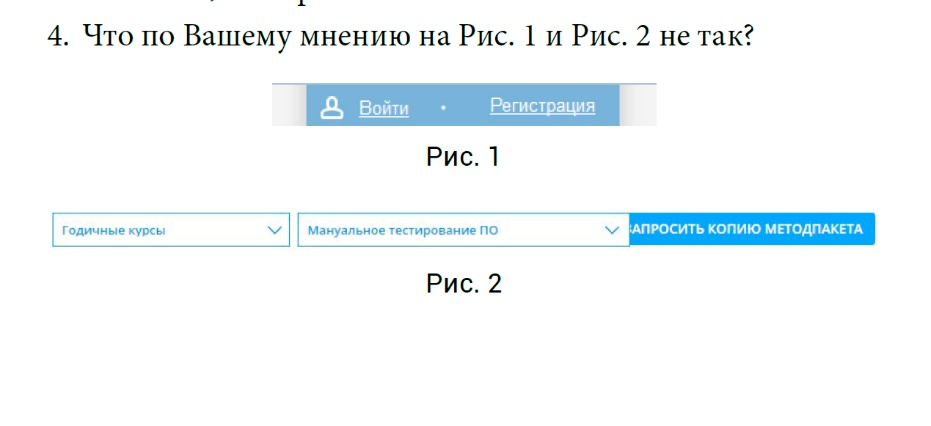 4. Что по Вашему мнению на Рис. 1 и Рис. 2 не так?
Войти • Регистрация
Рис. 1
Годичные курсы Мануальное тестирование ПО АПРОСИТЬ КОПИЮ МЕТОДПАКЕТА
Рис. 2